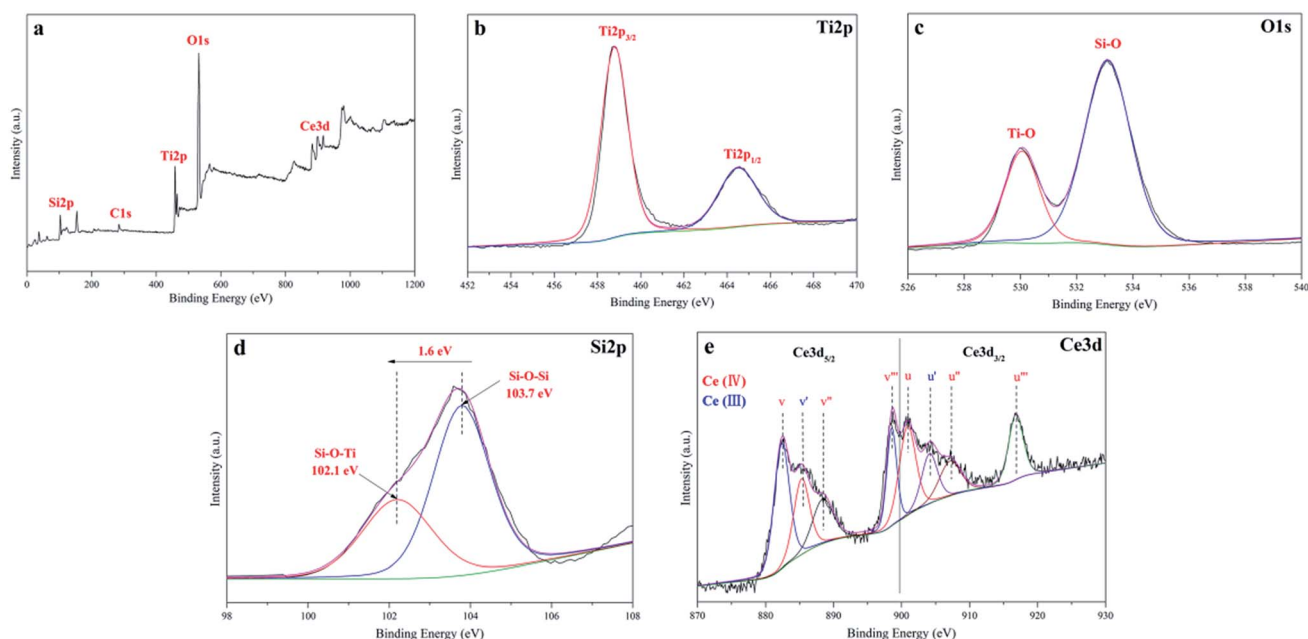 a
O1s
Ce3d
Ti2p
Si2p
C1s
Intensity (a.u.)
0 200 400 600 800 1000 1200
Binding Energy (eV)
b
Ti2p
Ti2p3/2
Ti2p1/2
Intensity (a.u.)
452 454 456 458 460 462 464 466 468 470
Binding Energy (eV)
c
O1s
Si-O
Ti-O
Intensity (a.u.)
526 528 530 532 534 536 538 540
Binding Energy (eV)
d
Si2p
1.6 eV
Si-O-Si
103.7 eV
Si-O-Ti
102.1 eV
Intensity (a.u.)
98 100 102 104 106 108
Binding Energy (eV)
e
Ce3d5/2
Ce3d3/2
Ce3d
Ce (Ⅳ)
Ce (Ⅲ)
v v' v'' v''' u u' u'' u'''
Intensity (a.u.)
870 880 890 900 910 920 930
Binding Energy (eV)